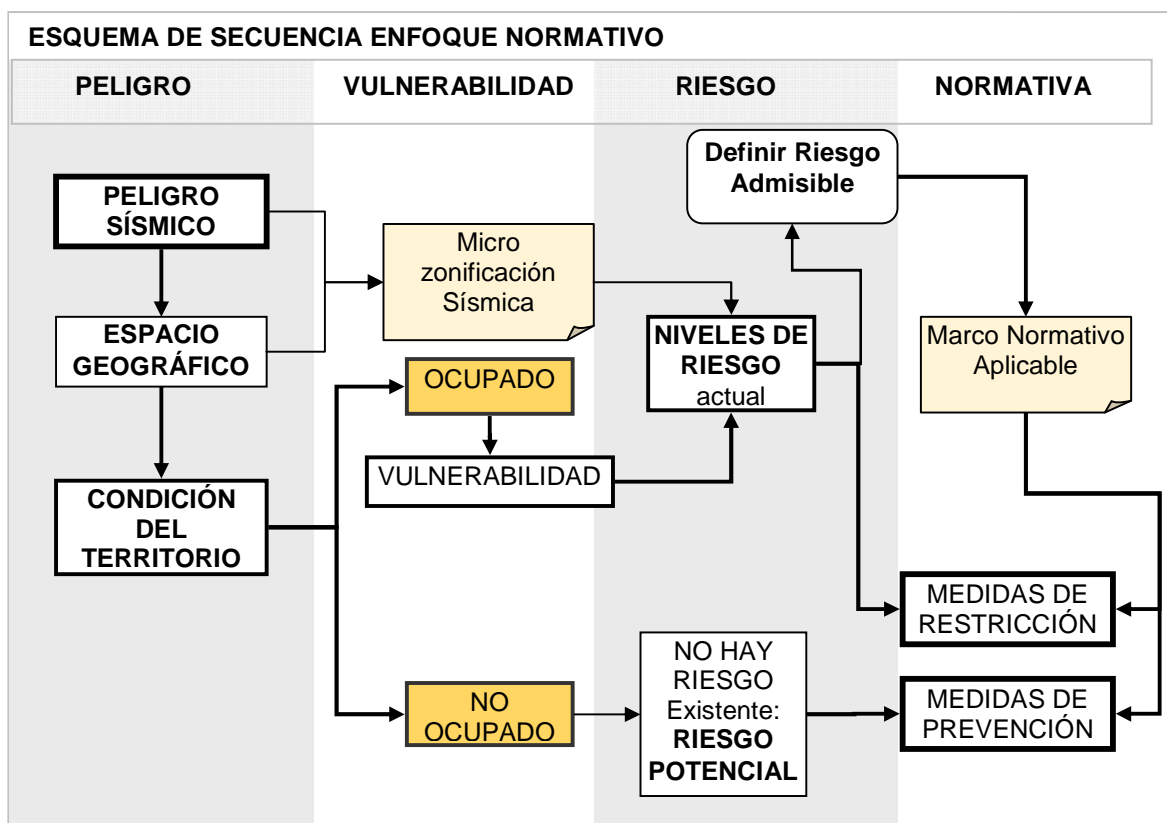 ESQUEMA DE SECUENCIA ENFOQUE NORMATIVO
PELIGRO
VULNERABILIDAD
RIESGO
NORMATIVA
PELIGRO
SÍSMICO
ESPACIO
GEOGRÁFICO
CONDICIÓN
DEL
TERRITORIO
Micro
zonificación
Sísmica
OCUPADO
VULNERABILIDAD
NO
OCUPADO
Definir Riesgo
Admisible
NIVELES DE
RIESGO
actual
NO HAY
RIESGO
Existente:
RIESGO
POTENCIAL
Marco Normativo
Aplicable
MEDIDAS DE
RESTRICCIÓN
MEDIDAS DE
PREVENCIÓN